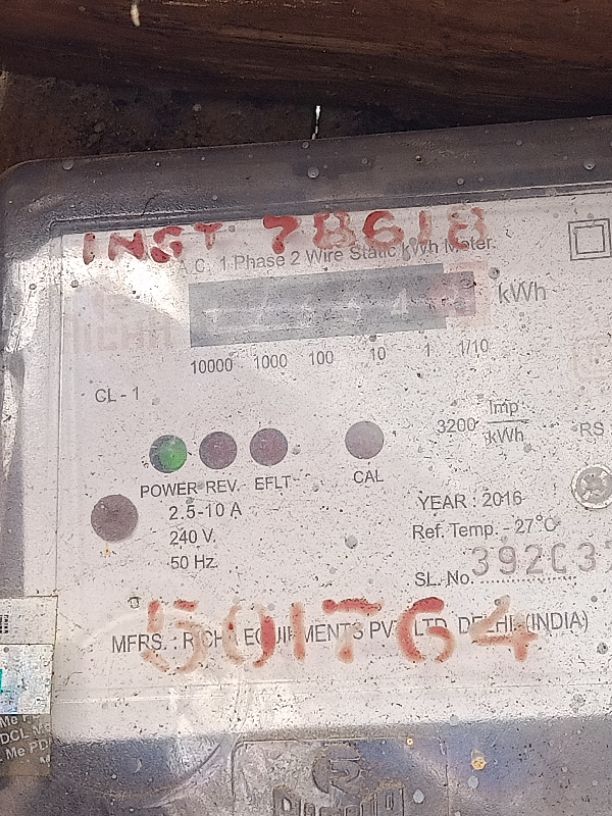 INST 78618
A.C. 1 Phase 2 Wire Static kWh Meter
kWh
10000 1000 100 10 1 1/10
CL - 1
3200 Imp/kWh
RS
POWER REV. EFLT CAL
2.5-10 A
240 V.
50 Hz.
YEAR : 2016
Ref. Temp. - 27°C
SL. No.
501764
MFRS. : RICHA EQUIPMENTS PVT. LTD. DELHI (INDIA)